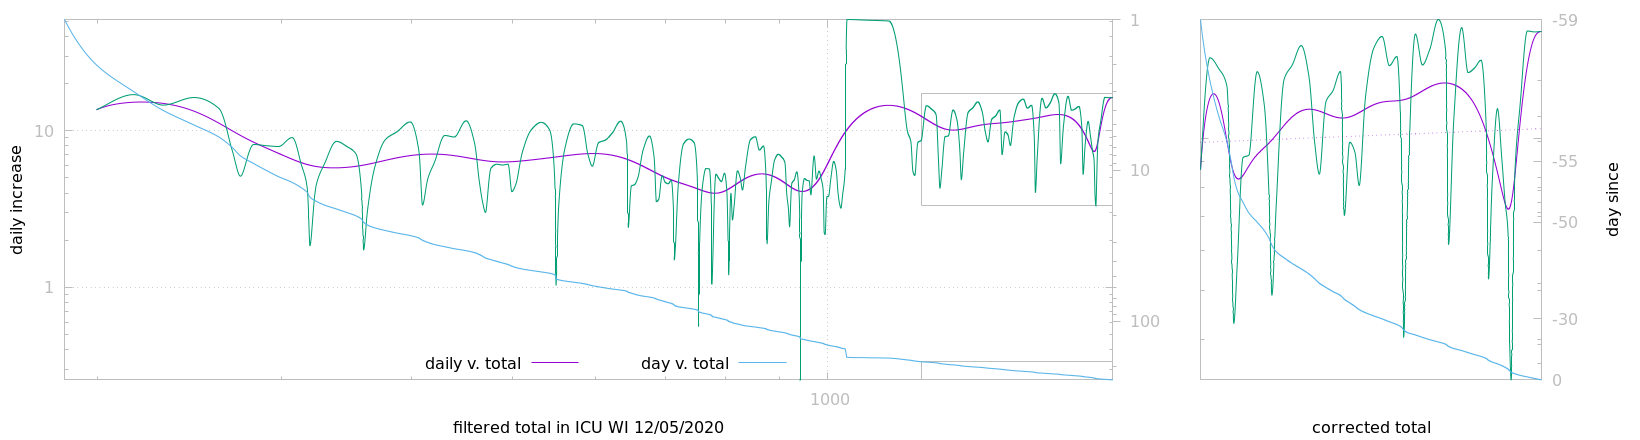 daily increase
10
1
daily v. total
day v. total
1
10
100
1000
filtered total in ICU WI 12/05/2020
-59
-55
-50
-30
0
day since
corrected total